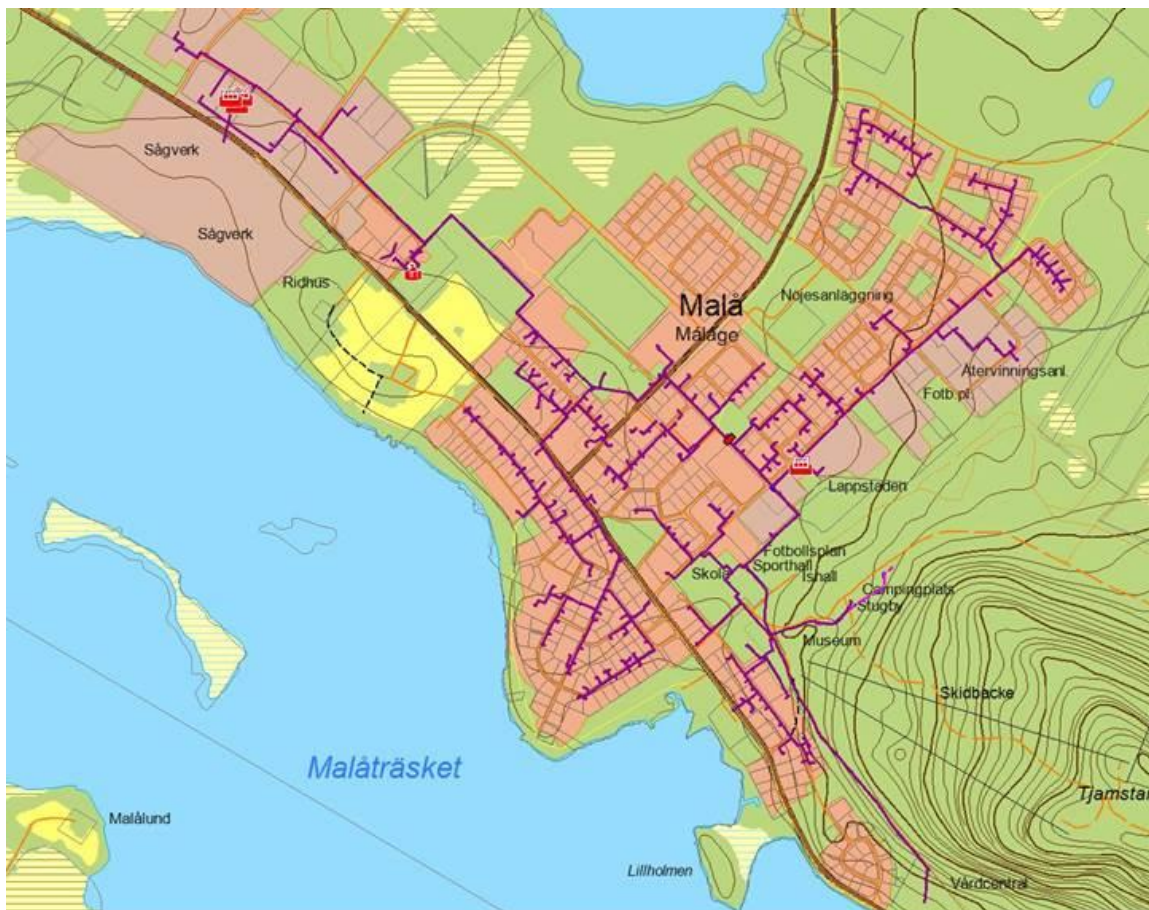 Sågverk
Sågverk
Ridhus
Malå
Målåge
Nöjesanläggning
Återvinningsanl.
Fotb.pl.
Lappstaden
Fotbollsplan
Sporthall
Ishall
Skola
Campingplats
Stugby
Museum
Skidbacke
Malåträsket
Tjamstan
Malålund
Lillholmen
Vårdcentral